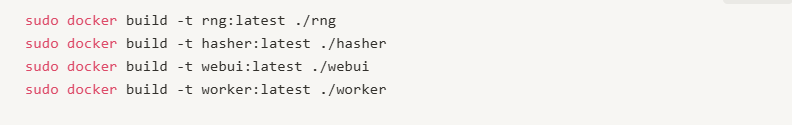 sudo docker build -t rng:latest ./rng
sudo docker build -t hasher:latest ./hasher
sudo docker build -t webui:latest ./webui
sudo docker build -t worker:latest ./worker